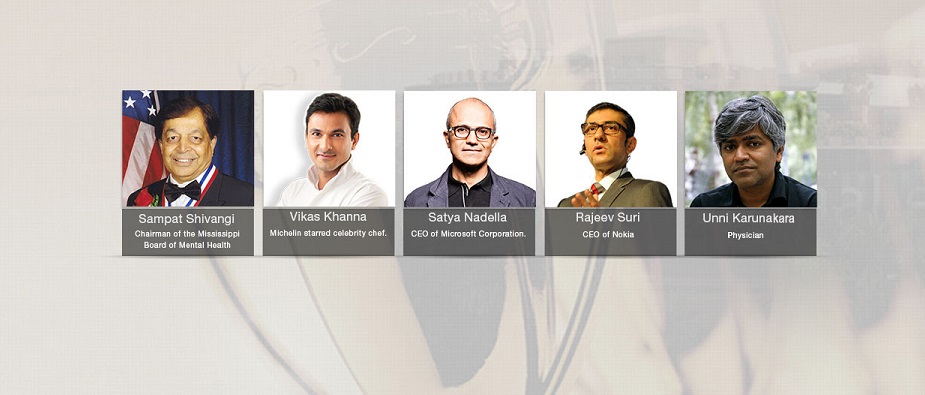 Sampat Shivangi
Chairman of the Mississippi
Board of Mental Health
Vikas Khanna
Michelin starred celebrity chef.
Satya Nadella
CEO of Microsoft Corporation.
Rajeev Suri
CEO of Nokia
Unni Karunakara
Physician